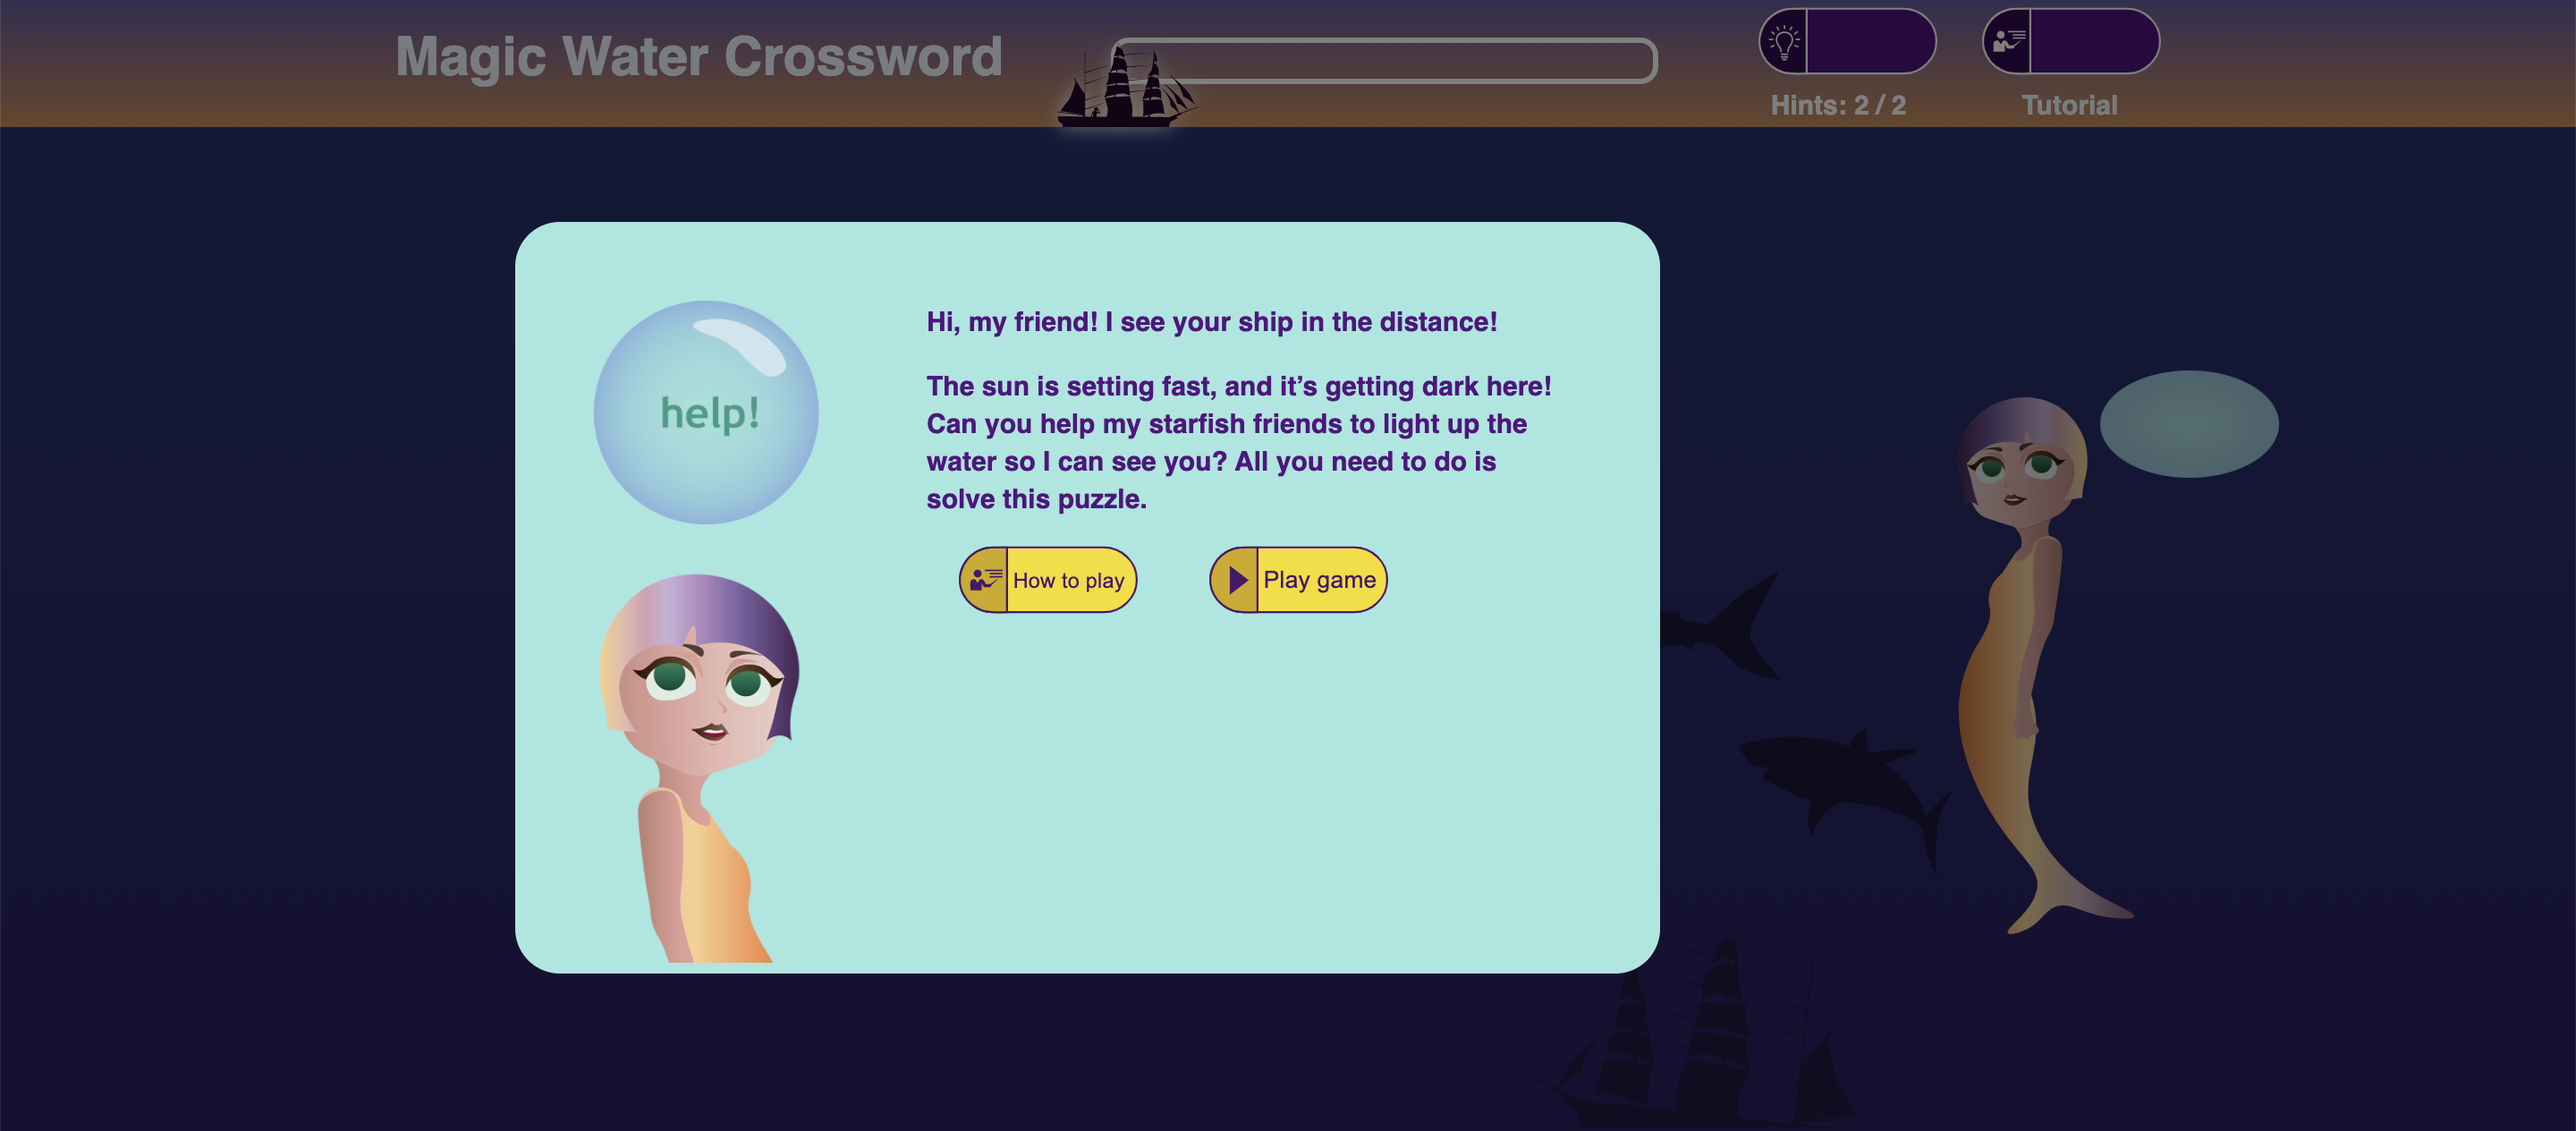 Magic Water Crossword
Hints: 2 / 2
Tutorial
help!
Hi, my friend! I see your ship in the distance!
The sun is setting fast, and it’s getting dark here!
Can you help my starfish friends to light up the
water so I can see you? All you need to do is
solve this puzzle.
How to play
Play game